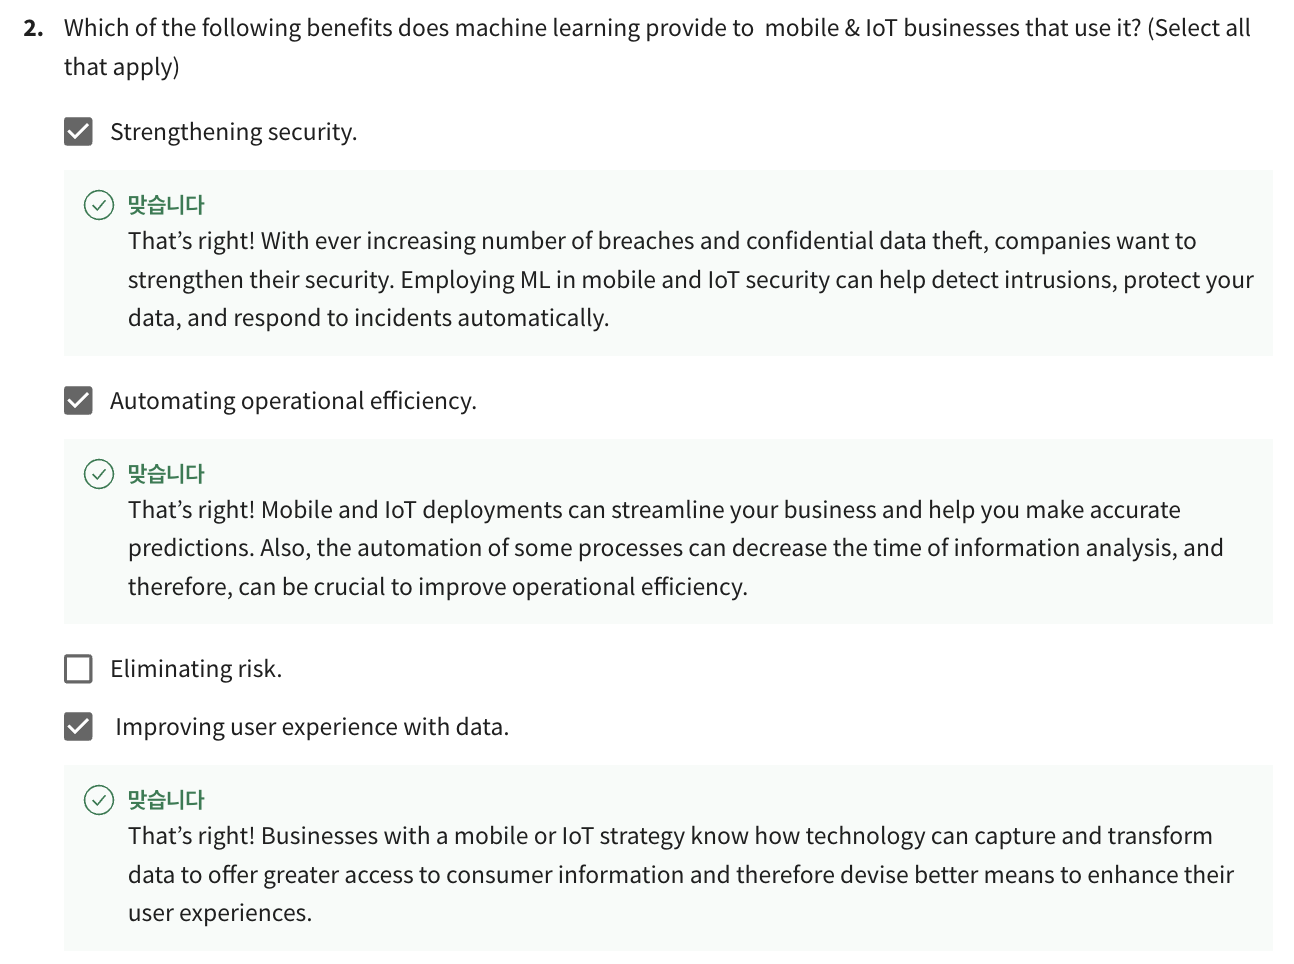 2. Which of the following benefits does machine learning provide to  mobile & IoT businesses that use it? (Select all
that apply)
Strengthening security.
맞습니다
That’s right! With ever increasing number of breaches and confidential data theft, companies want to
strengthen their security. Employing ML in mobile and IoT security can help detect intrusions, protect your
data, and respond to incidents automatically.
Automating operational efficiency.
맞습니다
That’s right! Mobile and IoT deployments can streamline your business and help you make accurate
predictions. Also, the automation of some processes can decrease the time of information analysis, and
therefore, can be crucial to improve operational efficiency.
Eliminating risk.
Improving user experience with data.
맞습니다
That’s right! Businesses with a mobile or IoT strategy know how technology can capture and transform
data to offer greater access to consumer information and therefore devise better means to enhance their
user experiences.